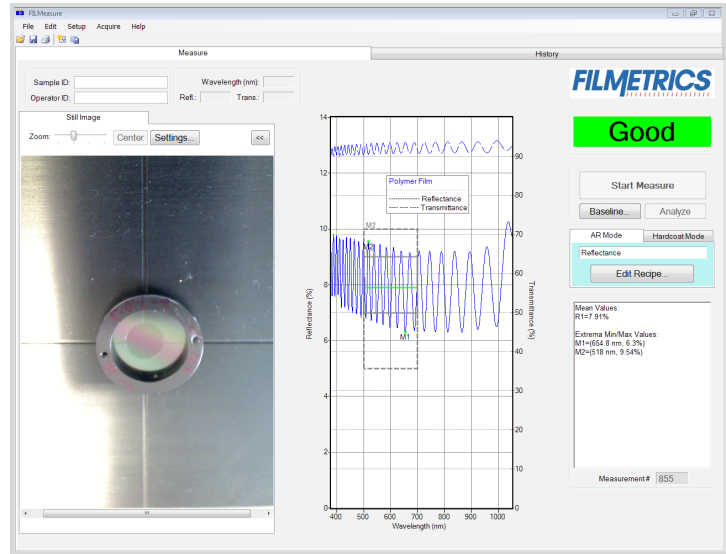 FILMeasure
File Edit Setup Acquire Help
Measure History
Sample ID: Wavelength (nm):
Operator ID: Refl.: Trans.:
FILMETRICS
Still Image
Zoom: Center Settings... <<
Good
Start Measure
Baseline... Analyze
AR Mode Hardcoat Mode
Reflectance
Edit Recipe...
Mean Values:
R1=7.91%
Extrema Min/Max Values:
M1=(654.8 nm, 6.3%)
M2=(518 nm, 9.54%)
Measurement# 855
Polymer Film
Reflectance
Transmittance
M2
M2
M1
Reflectance (%)
14
12
10
8
6
4
2
0
Transmittance (%)
90
80
70
60
50
40
30
20
10
0
400 500 600 700 800 900 1000
Wavelength (nm)